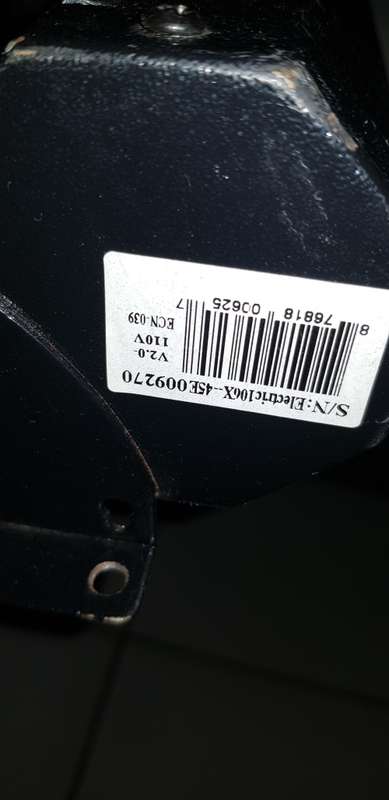 S/N: Electric106X--45E009270
V2.0-
110V
ECN-039
8 76818 00625 7